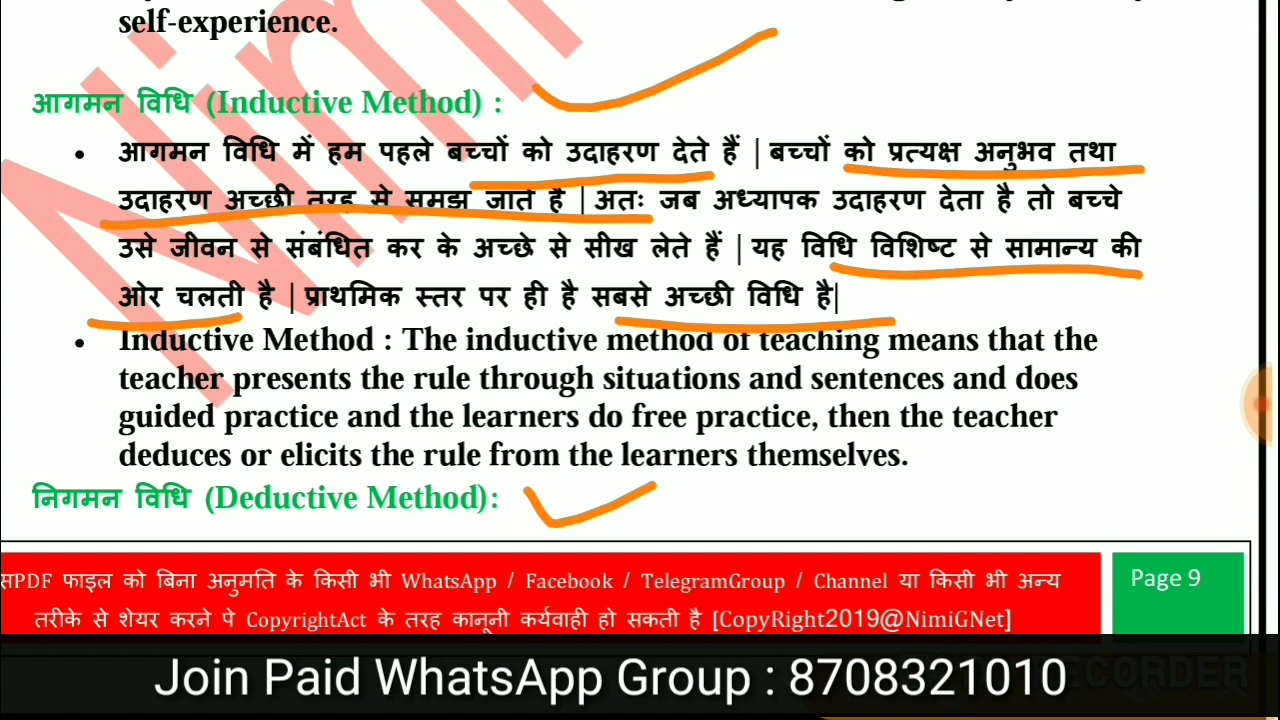 self-experience.
आगमन विधि (Inductive Method) :
• आगमन विधि में हम पहले बच्चों को उदाहरण देते हैं | बच्चों को प्रत्यक्ष अनुभव तथा
उदाहरण अच्छी तरह से समझ जाते है | अतः जब अध्यापक उदाहरण देता है तो बच्चे
उसे जीवन से संबंधित कर के अच्छे से सीख लेते हैं | यह विधि विशिष्ट से सामान्य की
ओर चलती है | प्राथमिक स्तर पर ही है सबसे अच्छी विधि है|
• Inductive Method : The inductive method of teaching means that the
teacher presents the rule through situations and sentences and does
guided practice and the learners do free practice, then the teacher
deduces or elicits the rule from the learners themselves.
निगमन विधि (Deductive Method):
PDF फाइल को बिना अनुमति के किसी भी WhatsApp / Facebook / TelegramGroup / Channel या किसी भी अन्य
तरीके से शेयर करने पे CopyrightAct के तरह कानूनी कर्यवाही हो सकती है [CopyRight2019@NimiGNet]
Page 9
Join Paid WhatsApp Group : 8708321010